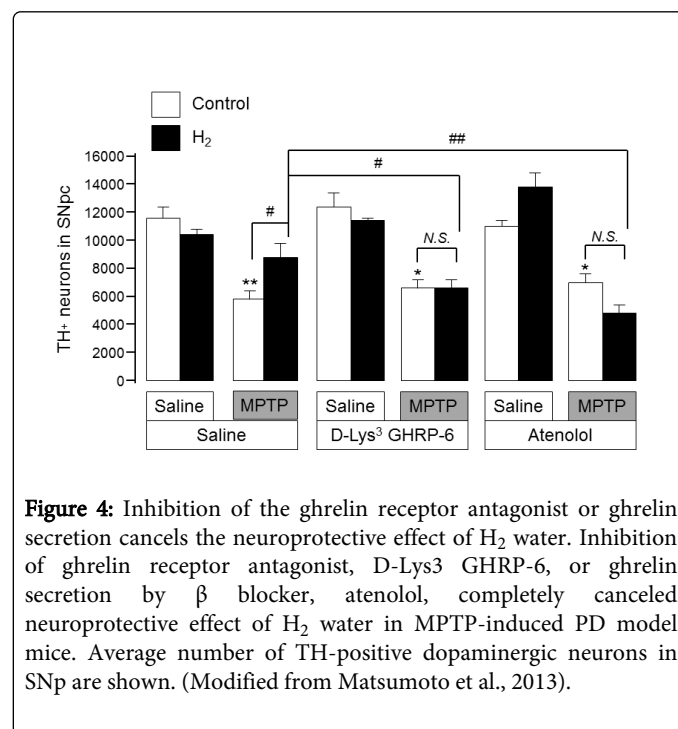 Control
H₂
##
#
#
N.S.
N.S.
**
*
*
TH⁺ neurons in SNpc
16000
14000
12000
10000
8000
6000
4000
2000
0
Saline MPTP Saline MPTP Saline MPTP
Saline D-Lys³ GHRP-6 Atenolol
Figure 4: Inhibition of the ghrelin receptor antagonist or ghrelin
secretion cancels the neuroprotective effect of H₂ water. Inhibition
of ghrelin receptor antagonist, D-Lys3 GHRP-6, or ghrelin
secretion by β blocker, atenolol, completely canceled
neuroprotective effect of H₂ water in MPTP-induced PD model
mice. Average number of TH-positive dopaminergic neurons in
SNp are shown. (Modified from Matsumoto et al., 2013).